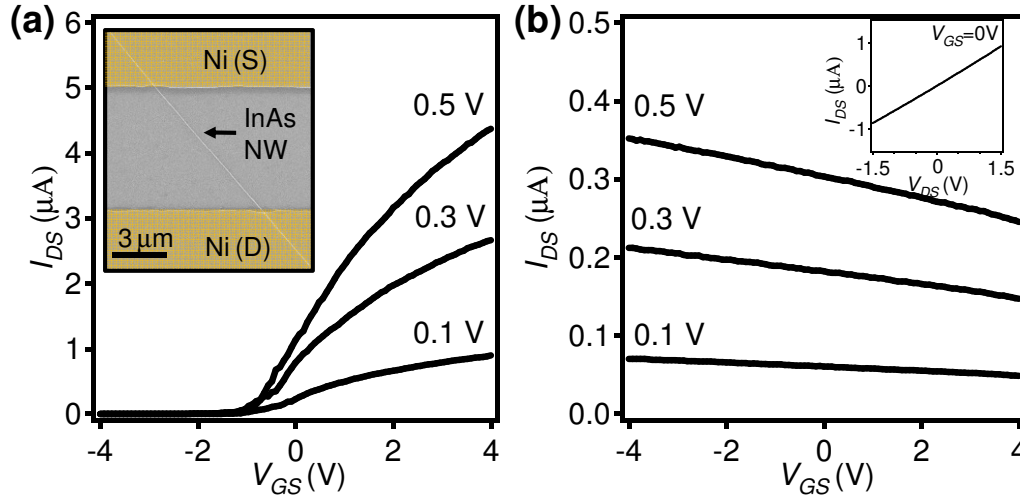 (a)
6
5
4
3
2
1
0
I_DS (μA)
-4
-2
0
2
4
V_GS (V)
0.5 V
0.3 V
0.1 V
Ni (S)
InAs
NW
Ni (D)
3 μm
(b)
0.5
0.4
0.3
0.2
0.1
0.0
I_DS (μA)
-4
-2
0
2
4
V_GS (V)
0.5 V
0.3 V
0.1 V
V_GS=0V
1
0
-1
I_DS (μA)
-1.5
0
1.5
V_DS (V)